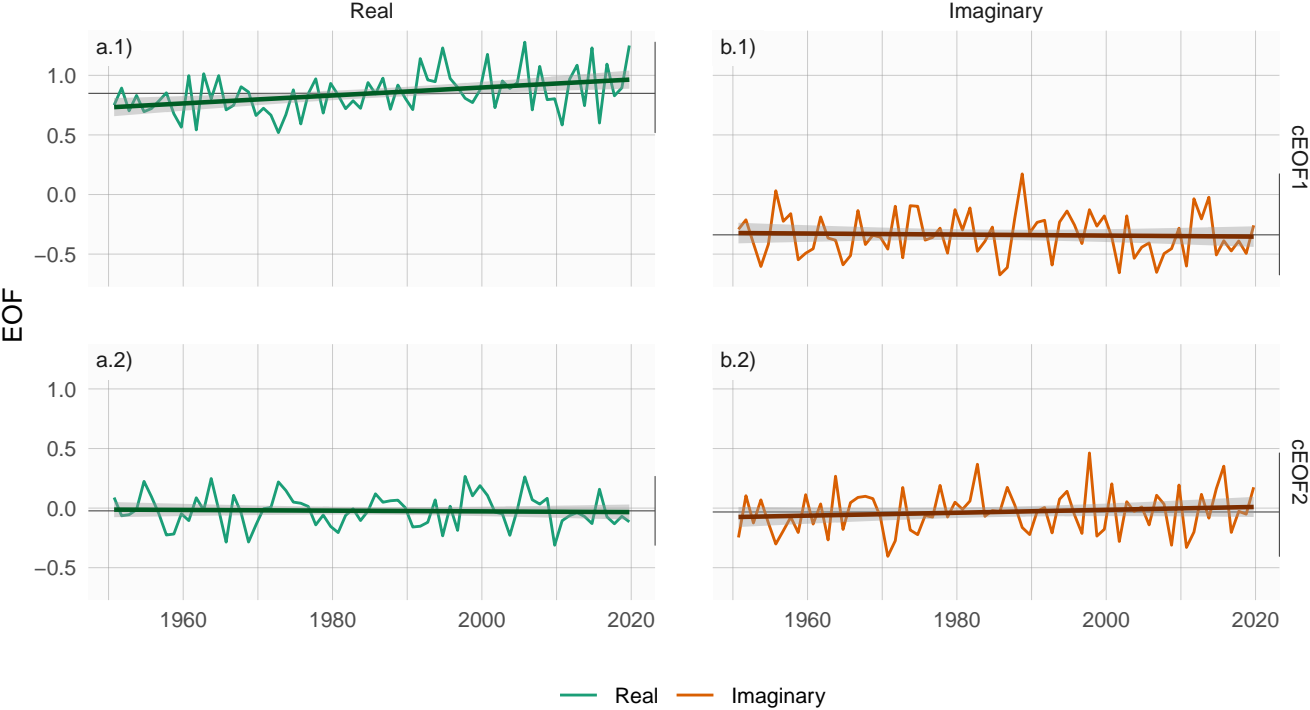 Real Imaginary
a.1) b.1)
1.0
0.5
0.0
−0.5
cEOF1
EOF
a.2) b.2)
1.0
0.5
0.0
−0.5
cEOF2
1960 1980 2000 2020 1960 1980 2000 2020
Real Imaginary